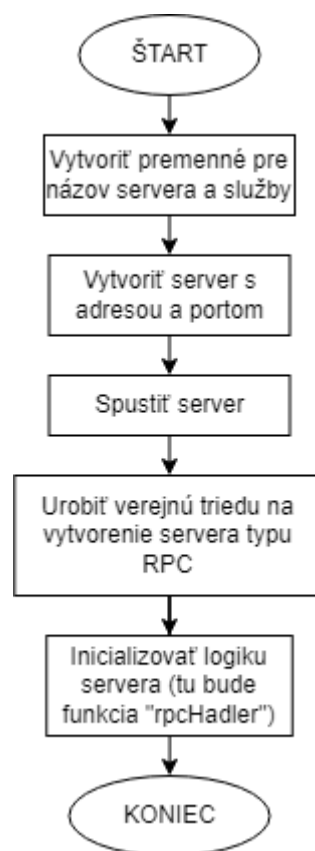 ŠTART
Vytvoriť premenné pre
názov servera a služby
Vytvoriť server s
adresou a portom
Spustiť server
Urobiť verejnú triedu na
vytvorenie servera typu
RPC
Inicializovať logiku
servera (tu bude
funkcia "rpcHadler")
KONIEC